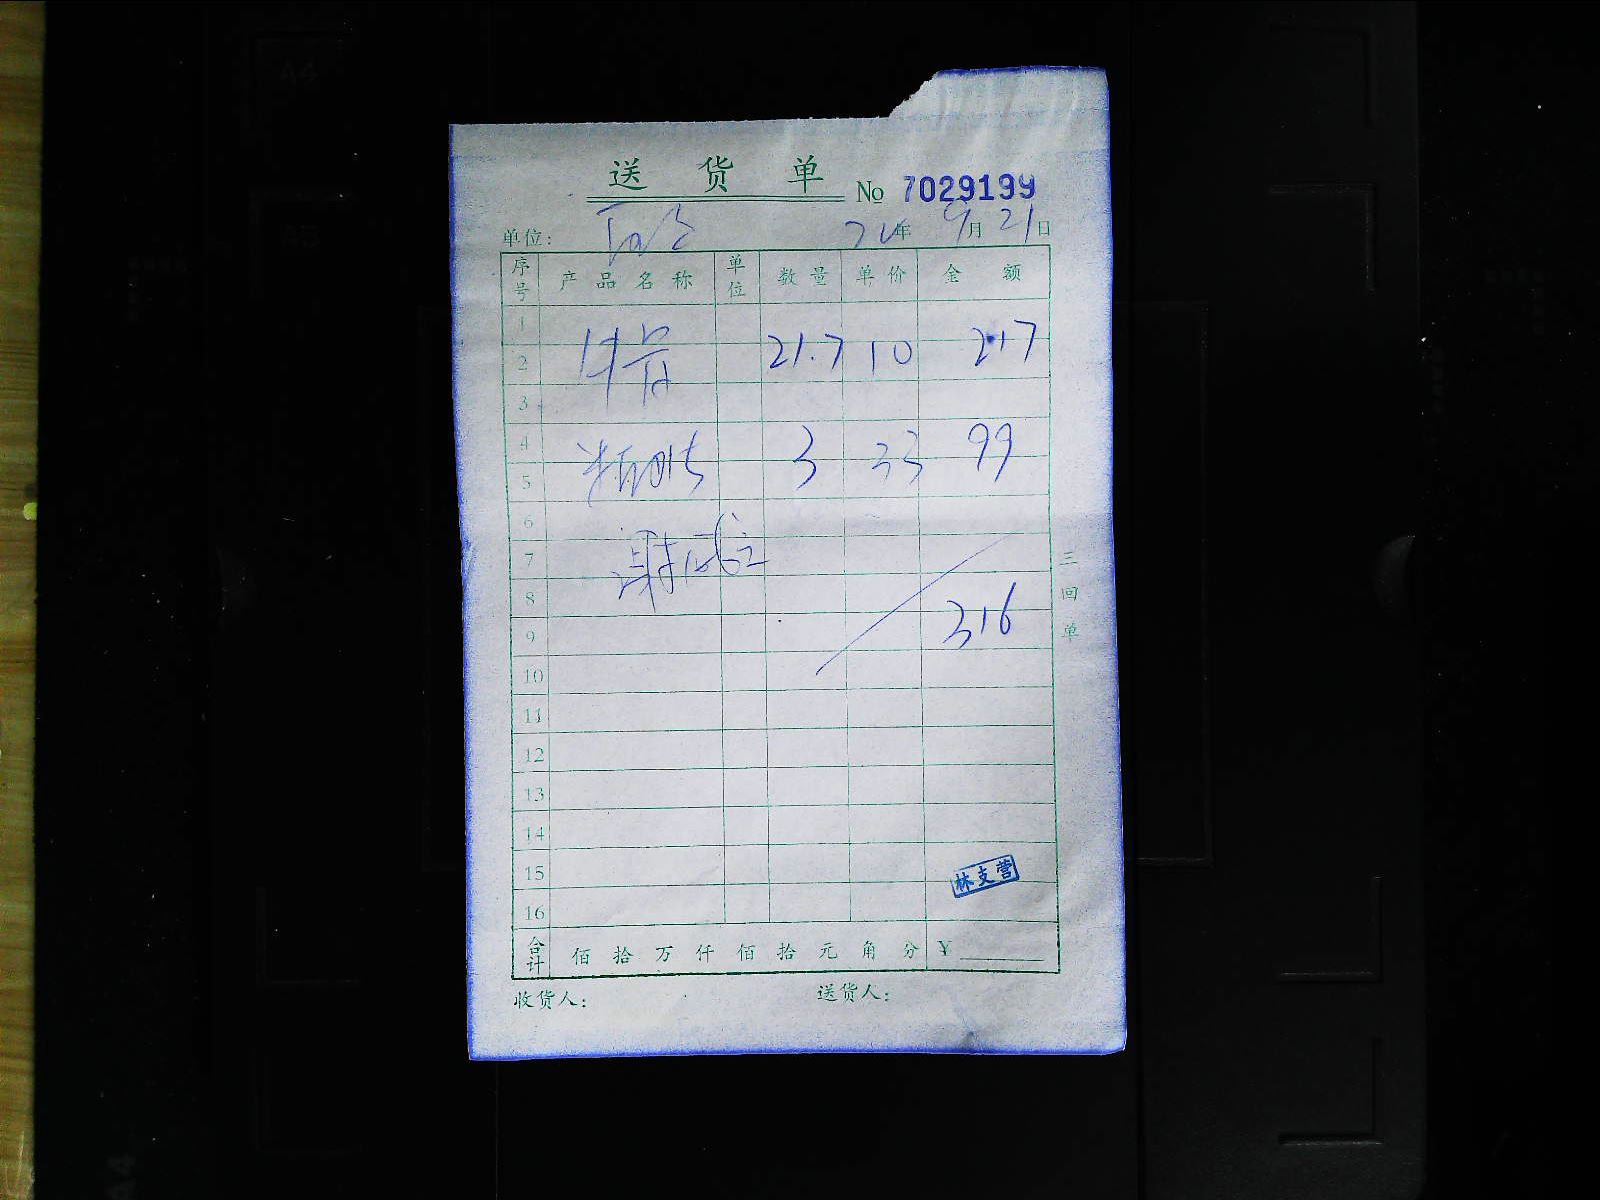 送货单 № 7029199
单位: 年 9月21日
序号 产品名称 单位 数量 单价 金额
1
2 牛骨 21.7 10 217
3
4
5 3 33 99
6
7
8
9 316
10
11
12
13
14
15
16
林支营
合计 佰拾万仟佰拾元角分 ¥
收货人: 送货人:
三回单